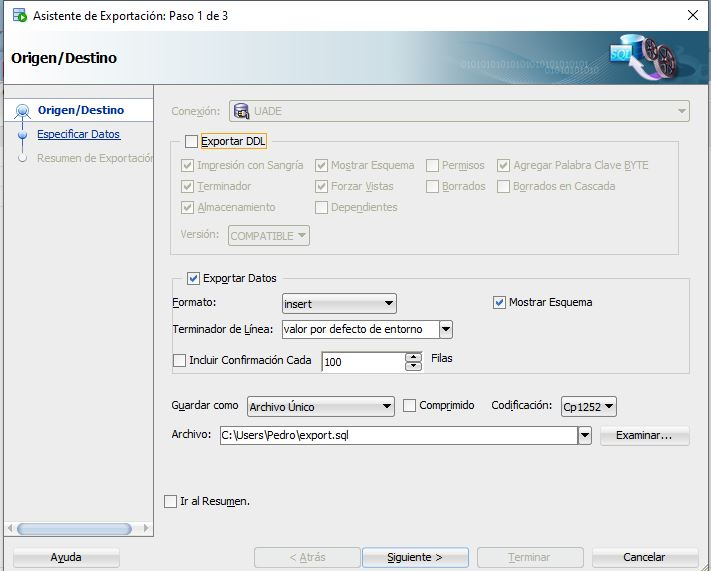 Asistente de Exportación: Paso 1 de 3
Origen/Destino
SQL
Origen/Destino
Especificar Datos
Resumen de Exportación
Conexión: UADE
Exportar DDL
Impresión con Sangría Mostrar Esquema Permisos Agregar Palabra Clave BYTE
Terminador Forzar Vistas Borrados Borrados en Cascada
Almacenamiento Dependientes
Versión: COMPATIBLE
Exportar Datos
Formato: insert Mostrar Esquema
Terminador de Línea: valor por defecto de entorno
Incluir Confirmación Cada 100 Filas
Guardar como Archivo Único Comprimido Codificación: Cp1252
Archivo: C:\Users\Pedro\export.sql Examinar...
Ir al Resumen.
Ayuda < Atrás Siguiente > Terminar Cancelar